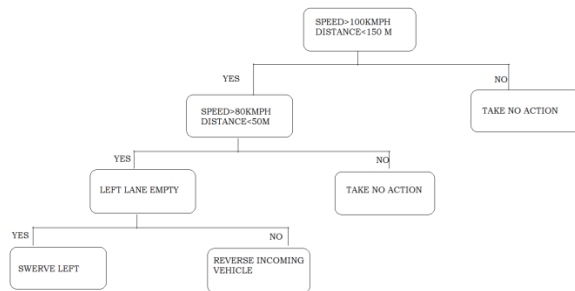 SPEED>100KMPH
DISTANCE<150 M
YES
NO
SPEED>80KMPH
DISTANCE<50M
TAKE NO ACTION
YES
NO
LEFT LANE EMPTY
TAKE NO ACTION
YES
NO
SWERVE LEFT
REVERSE INCOMING
VEHICLE